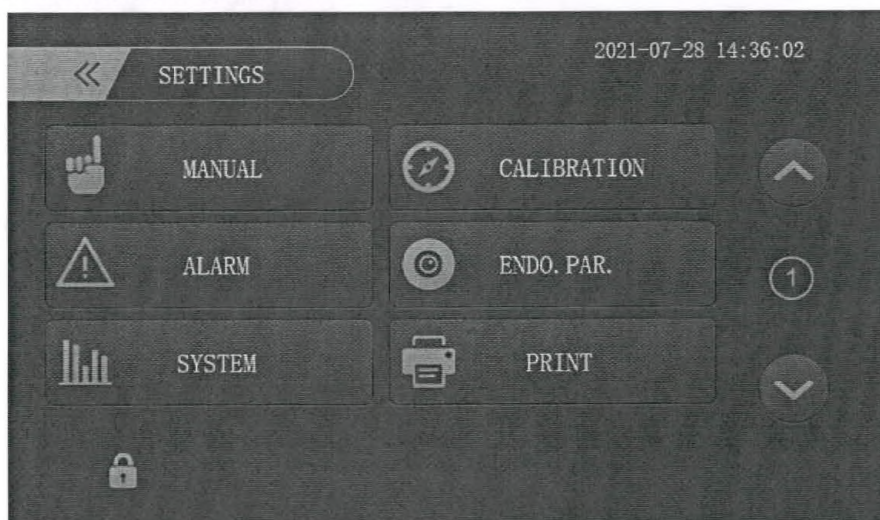 SETTINGS
2021-07-28 14:36:02
MANUAL
CALIBRATION
ALARM
ENDO. PAR.
1
SYSTEM
PRINT